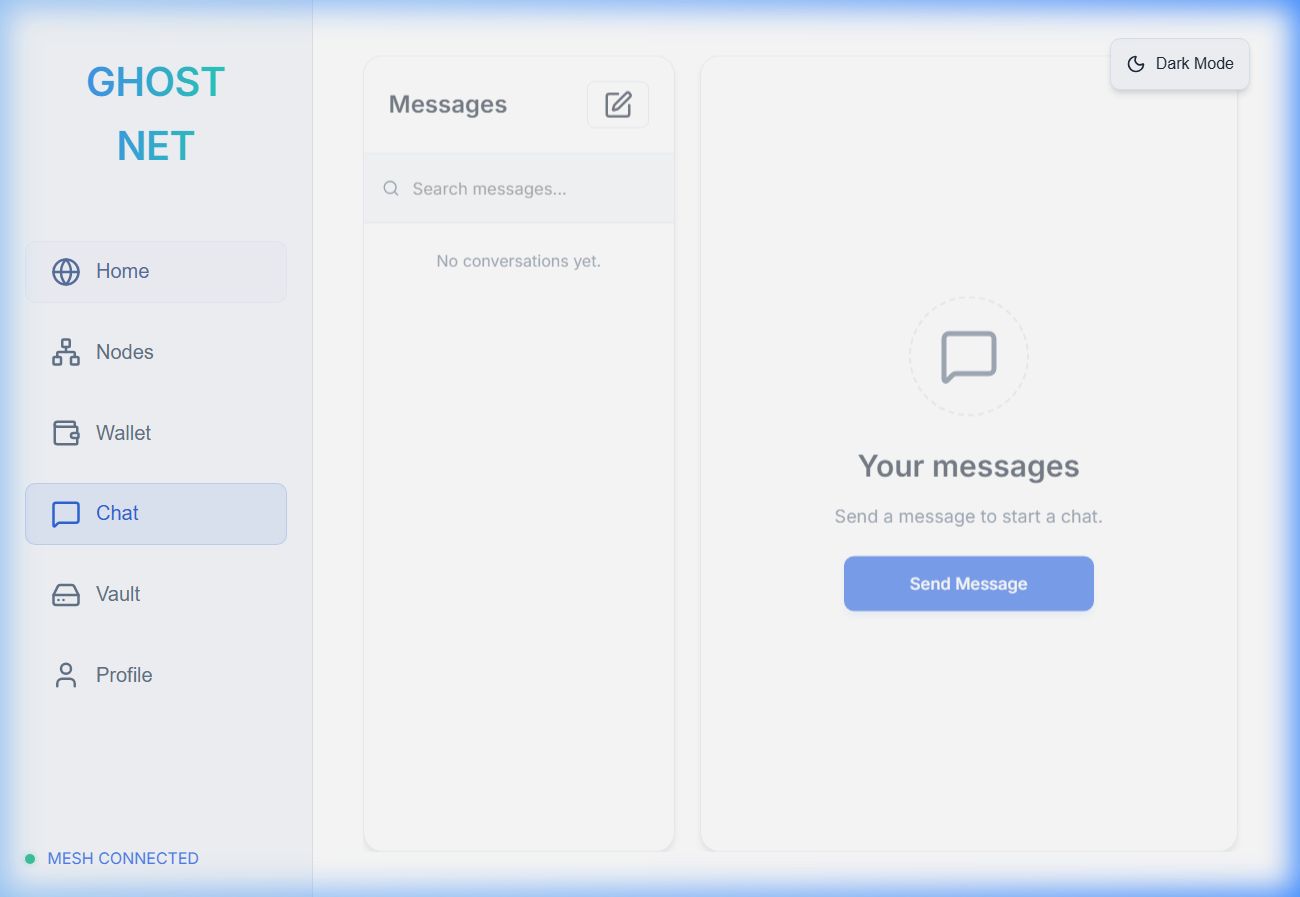 GHOST
NET
Home
Nodes
Wallet
Chat
Vault
Profile
MESH CONNECTED
Messages
Search messages...
No conversations yet.
Dark Mode
Your messages
Send a message to start a chat.
Send Message